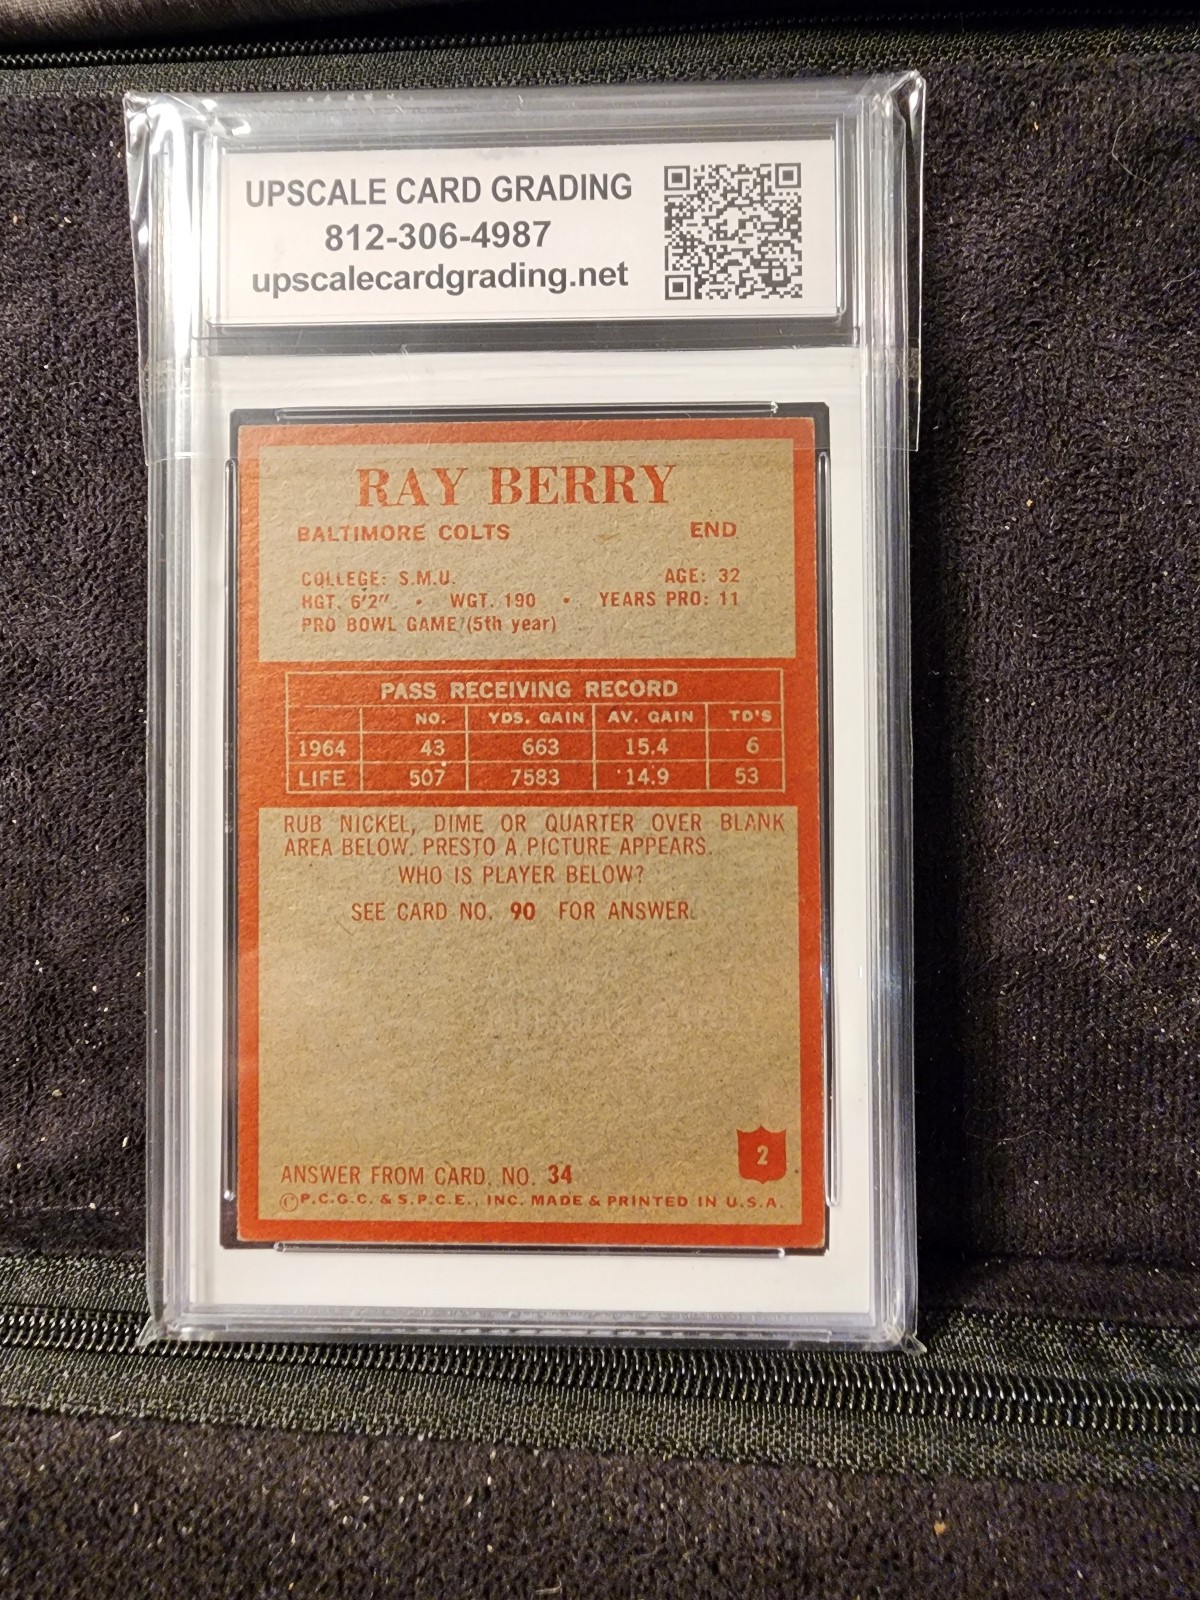 UPSCALE CARD GRADING
812-306-4987
upscalecardgrading.net
RAY BERRY
BALTIMORE COLTS END
COLLEGE: S.M.U. AGE: 32
HGT. 6'2" • WGT. 190 • YEARS PRO: 11
PRO BOWL GAME (5th year)
PASS RECEIVING RECORD
NO. YDS. GAIN AV. GAIN TD'S
1964 43 663 15.4 6
LIFE 507 7583 14.9 53
RUB NICKEL, DIME OR QUARTER OVER BLANK
AREA BELOW. PRESTO A PICTURE APPEARS.
WHO IS PLAYER BELOW?
SEE CARD NO. 90 FOR ANSWER.
2
ANSWER FROM CARD. NO. 34
©P.C.G.C. & S.P.C.E., INC. MADE & PRINTED IN U.S.A.